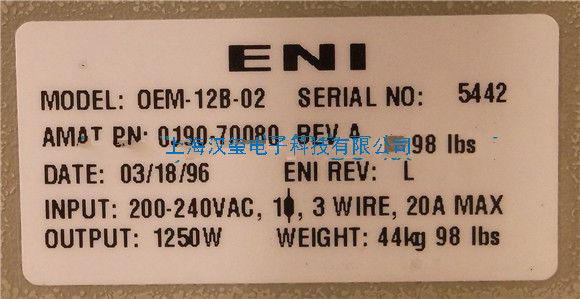 ENI
MODEL: OEM-12B-02 SERIAL NO: 5442
AMAT PN: 0190-70080 REV A 98 lbs
上海汉玺电子科技有限公司
DATE: 03/18/96 ENI REV: L
INPUT: 200-240VAC, 1ϕ, 3 WIRE, 20A MAX
OUTPUT: 1250W WEIGHT: 44kg 98 lbs